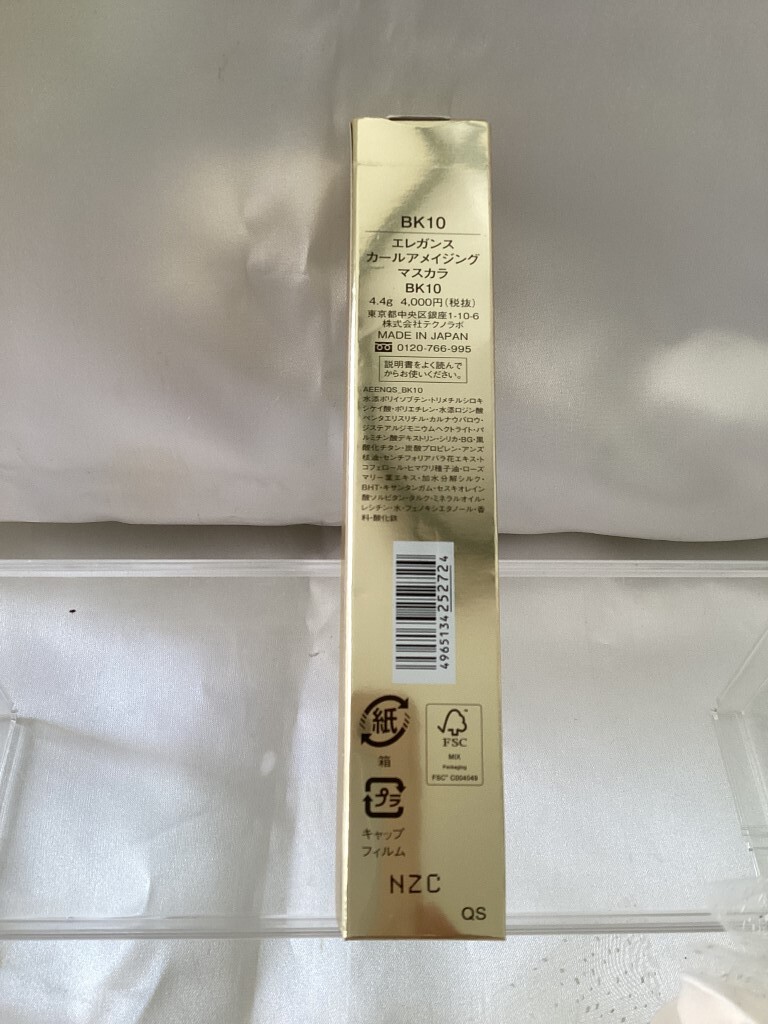 BK10
エレガンス
カールアメイジング
マスカラ
BK10
4.4g 4,000円(税抜)
東京都中央区銀座1-10-6
株式会社テクノラボ
MADE IN JAPAN
0120-766-995
説明書をよく読んで
からお使いください。
AEENQS_BK10
水添ポリイソブテン・トリメチルシロキ
シケイ酸・ポリエチレン・水添ロジン酸
ペンタエリスリチル・カルナウバロウ・
ジステアルジモニウムヘクトライト・パ
ルミチン酸デキストリン・シリカ・BG・黒
酸化チタン・炭酸プロピレン・アンズ
核油・センチフォリアバラ花エキス・ト
コフェロール・ヒマワリ種子油・ローズ
マリー葉エキス・加水分解シルク・
BHT・キサンタンガム・セスキオレイン
酸ソルビタン・タルク・ミネラルオイル・
レシチン・水・フェノキシエタノール・香
料・酸化鉄
4965134252724
紙
箱
プラ
キャップ
フィルム
FSC
MIX
Packaging
FSC® C004049
NZC
QS